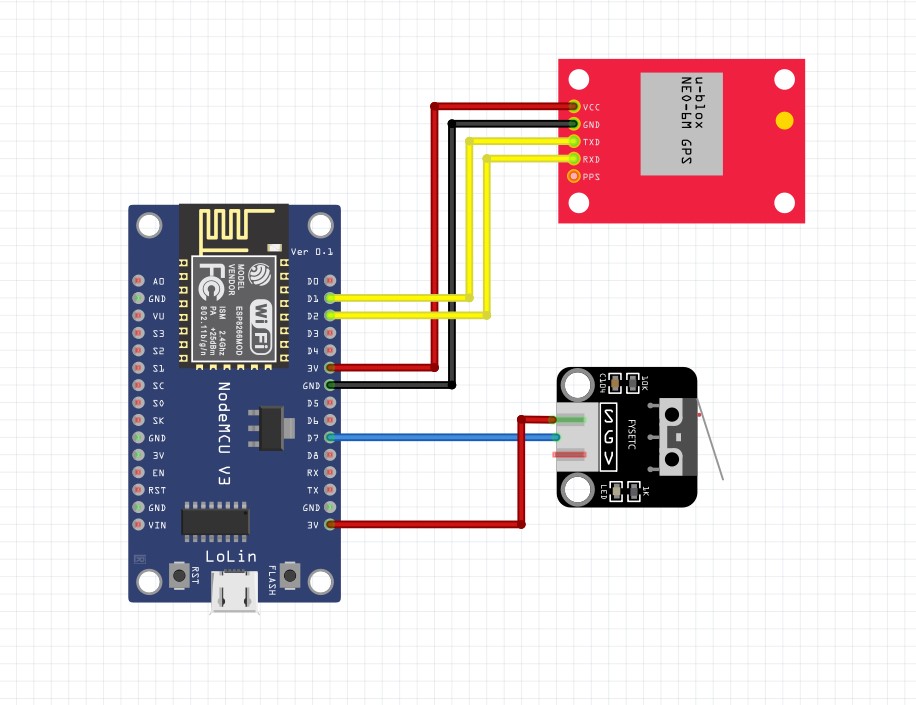 VCC
GND
TXD
RXD
PPS
u-blox
NEO-6M GPS
Ver 0.1
A0
GND
VU
S3
S2
S1
SC
S0
SK
GND
3V
EN
RST
GND
VIN
D0
D1
D2
D3
D4
3V
GND
D5
D6
D7
D8
RX
TX
GND
3V
MODEL
VENDOR
ESP8266MOD
ISM 2.4GHz
PA +25dBm
802.11b/g/n
FC
WiFi
NodeMCU V3
LoLin
RST
FLASH
C104
10K
S
G
V
FYSETC
LED
1K